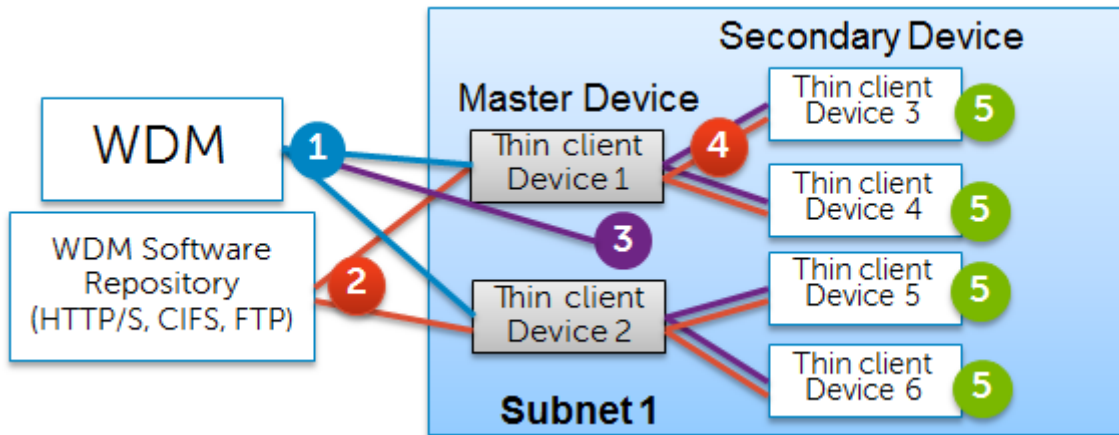 Secondary Device
Master Device
WDM
1
Thin client
Device 1
4
Thin client
Device 3
5
Thin client
Device 4
5
3
WDM Software
Repository
(HTTP/S, CIFS, FTP)
2
Thin client
Device 2
Thin client
Device 5
5
Thin client
Device 6
5
Subnet 1